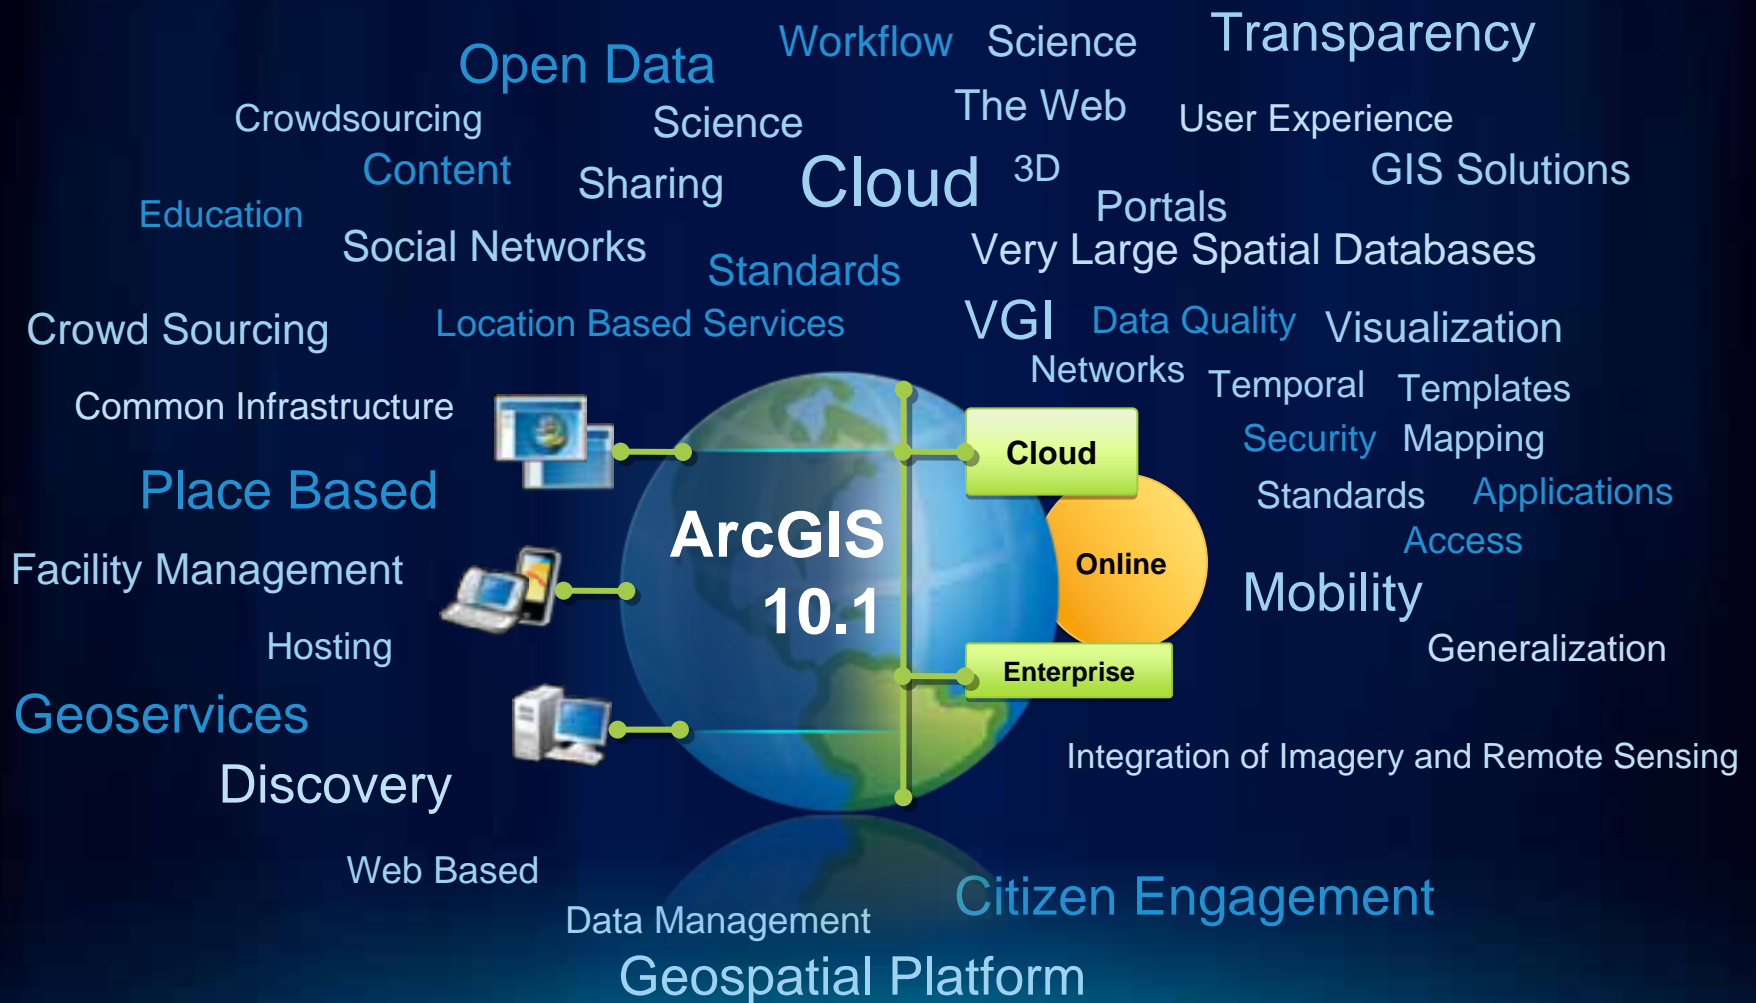 Transparency
Workflow
Science
Open Data
The Web
Crowdsourcing
Science
User Experience
Content
Sharing
Cloud
3D
GIS Solutions
Education
Portals
Social Networks
Standards
Very Large Spatial Databases
Crowd Sourcing
Location Based Services
VGI
Data Quality
Visualization
Networks
Temporal
Templates
Common Infrastructure
Cloud
Security
Mapping
Place Based
Standards
Applications
ArcGIS
10.1
Online
Access
Facility Management
Mobility
Hosting
Enterprise
Generalization
Geoservices
Discovery
Integration of Imagery and Remote Sensing
Web Based
Citizen Engagement
Data Management
Geospatial Platform